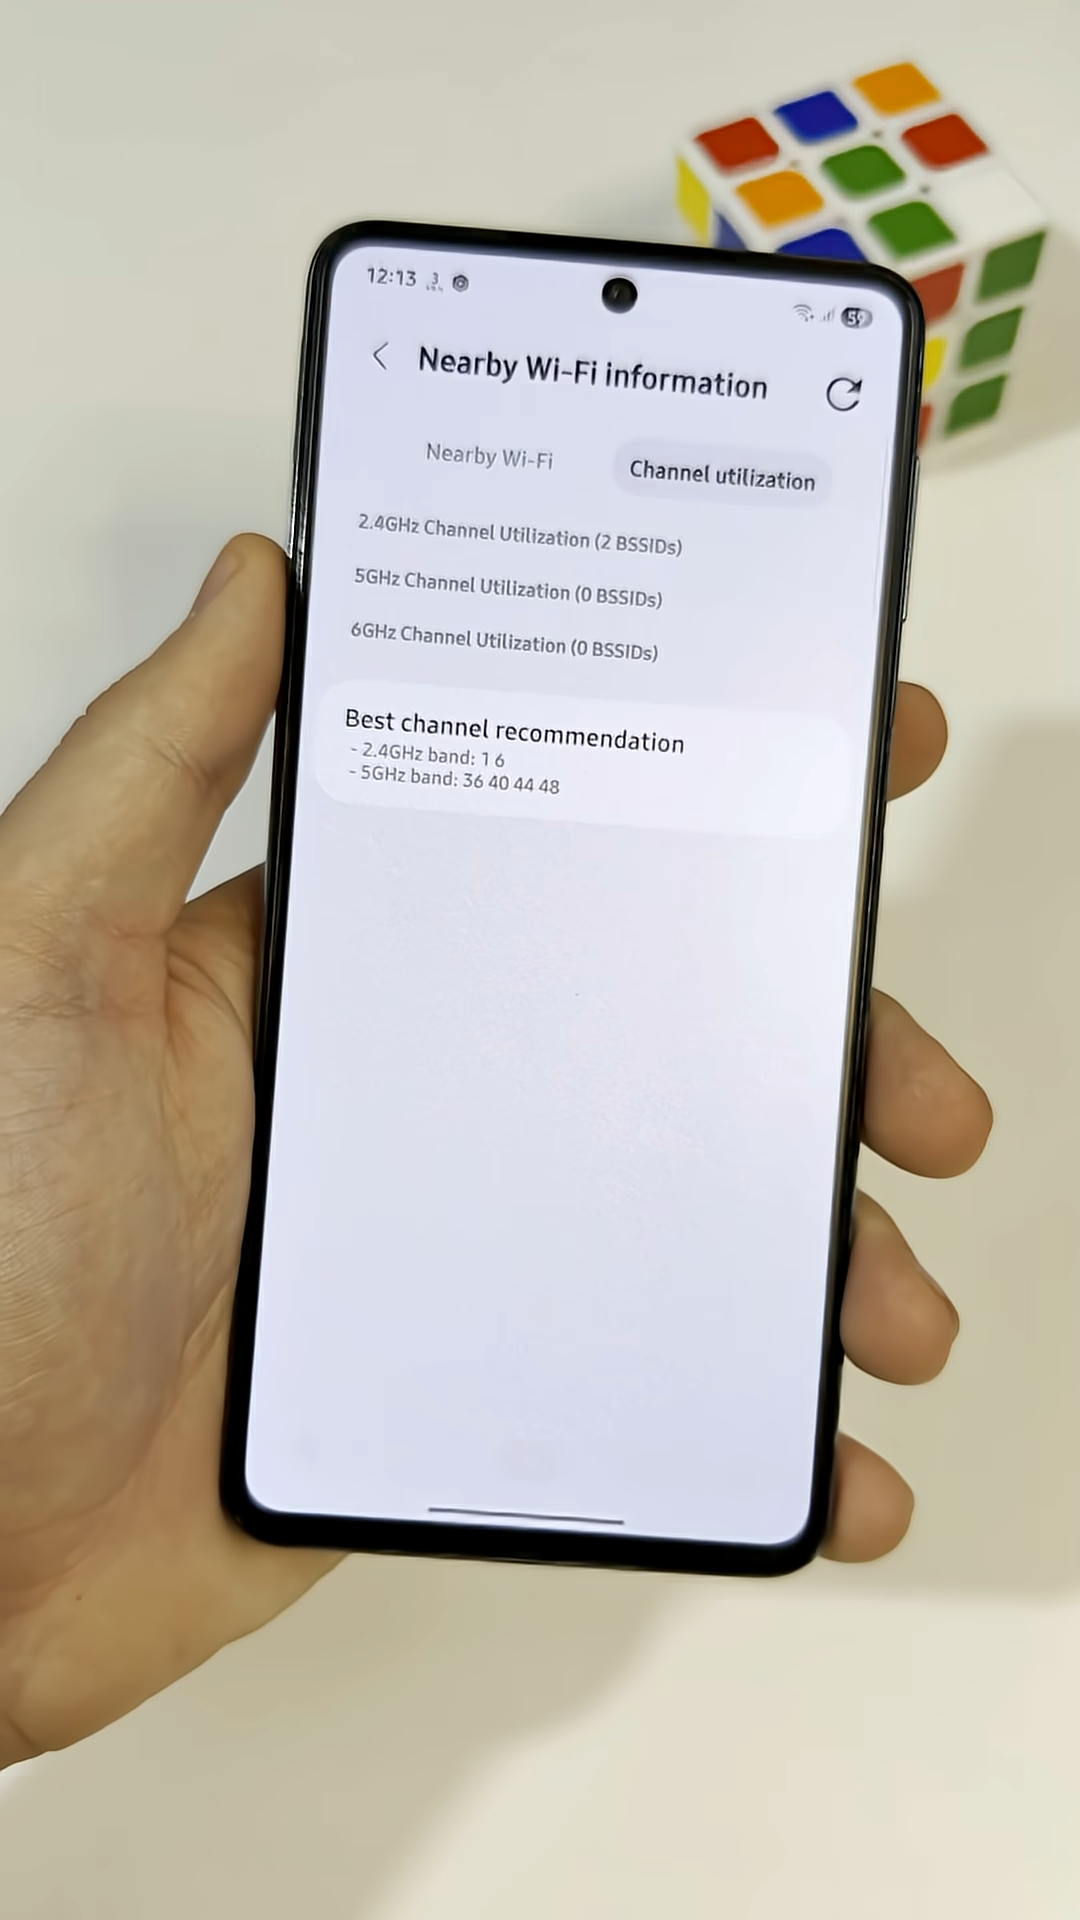 12:13
59
Nearby Wi-Fi information
Nearby Wi-Fi
Channel utilization
2.4GHz Channel Utilization (2 BSSIDs)
5GHz Channel Utilization (0 BSSIDs)
6GHz Channel Utilization (0 BSSIDs)
Best channel recommendation
- 2.4GHz band: 1 6
- 5GHz band: 36 40 44 48